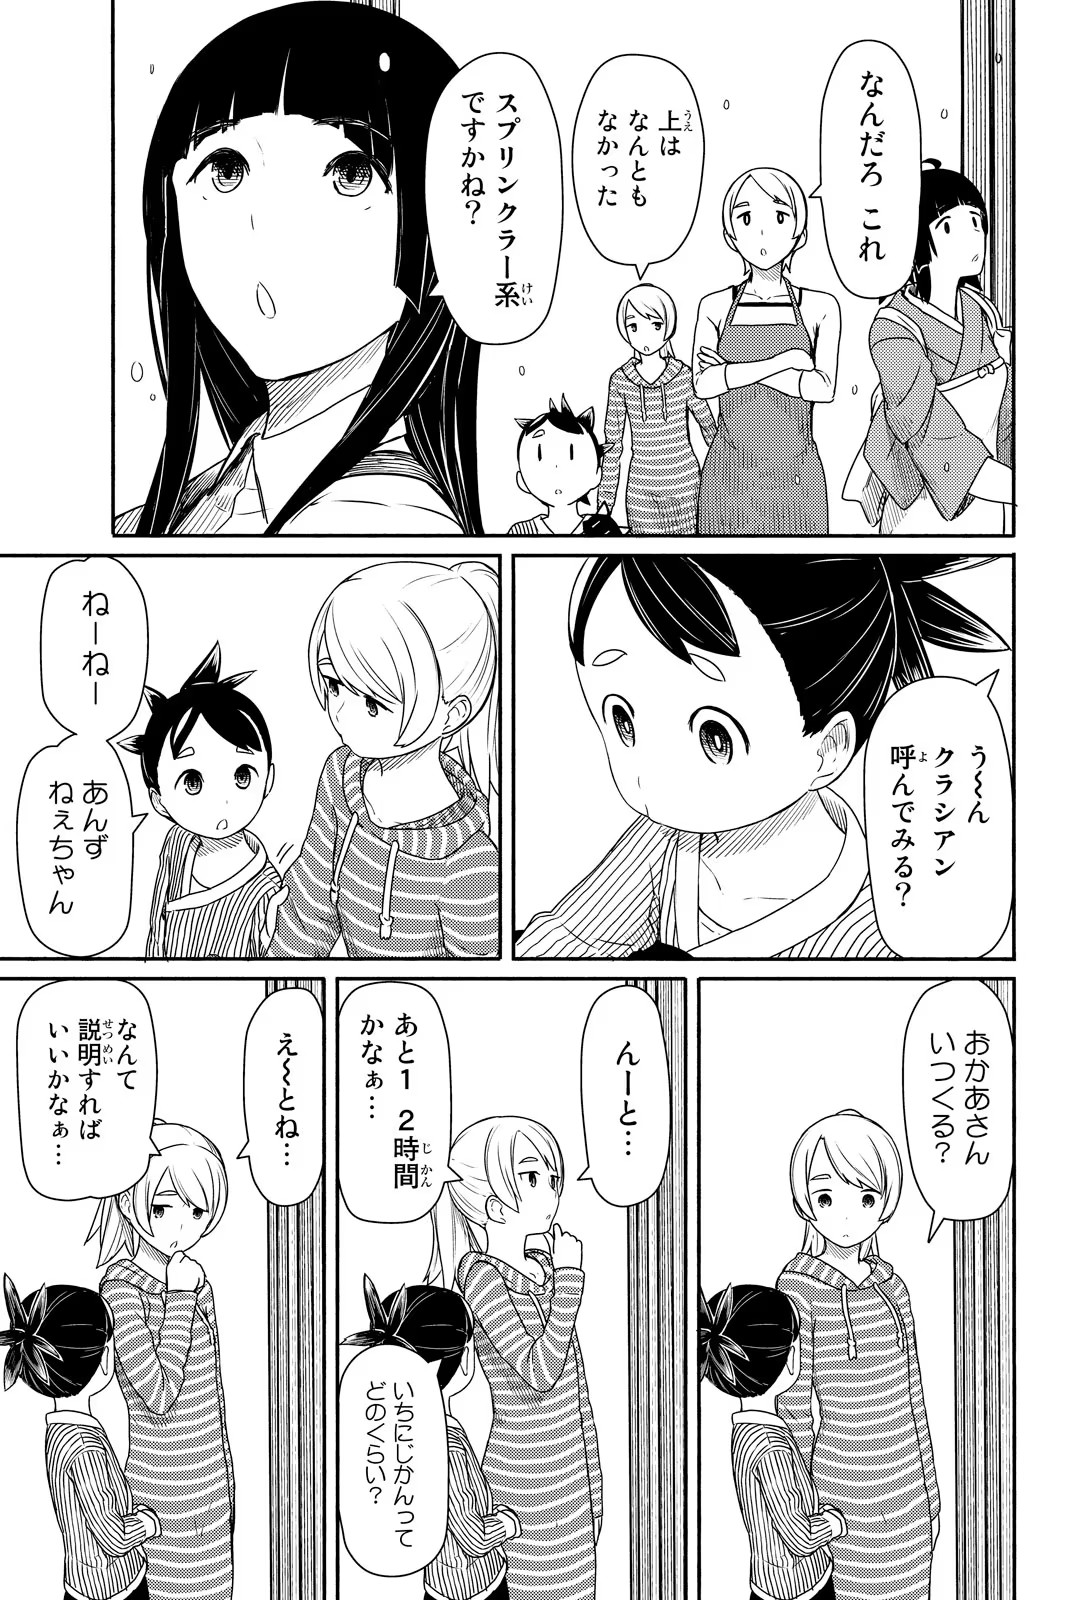 なんだろ これ
上は
なんとも
なかった
スプリンクラー系
ですかね？
う〜ん
クラシアン
呼んでみる？
ねーねー
あんず
ねぇちゃん
おかあさん
いつくる？
んーと…
あと１ ２時間
かなぁ…
いちにじかんって
どのくらい？
え〜とね…
なんて
説明すれば
いいかなぁ…